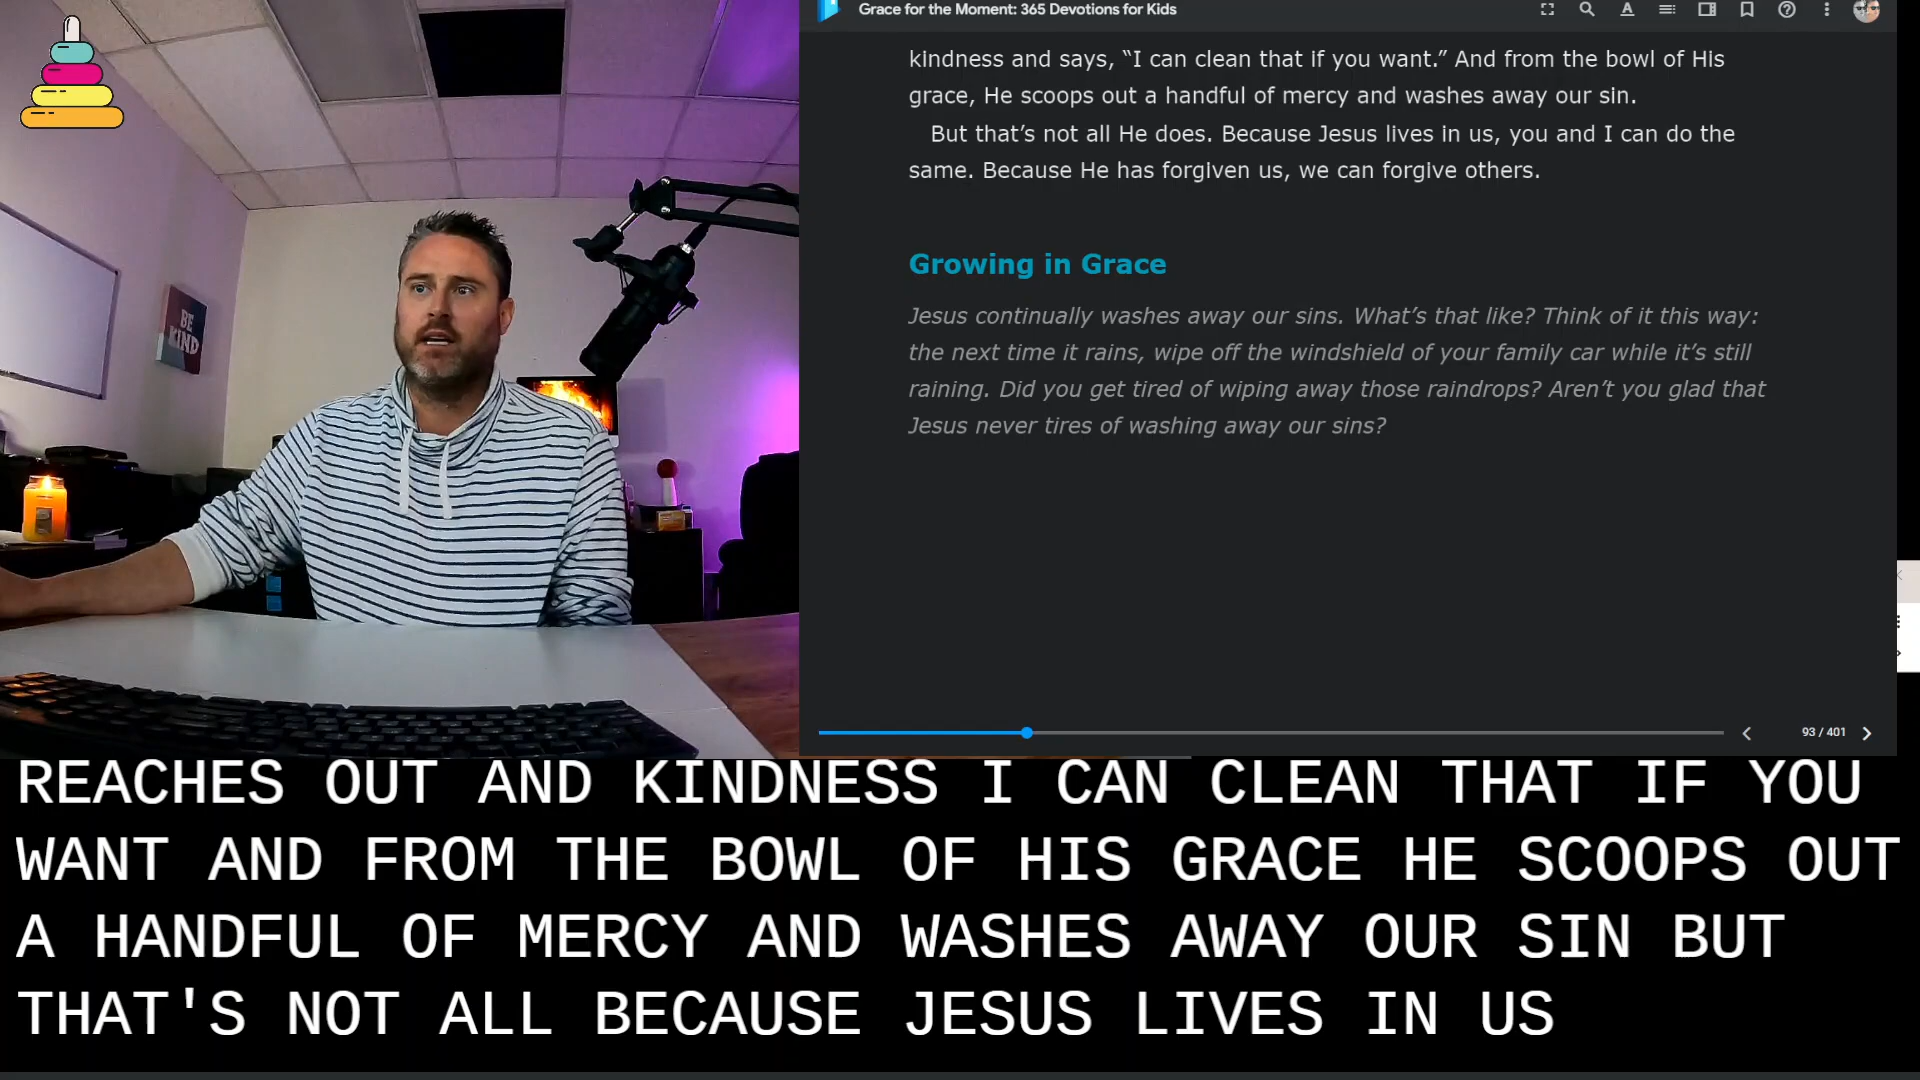 Grace for the Moment: 365 Devotions for Kids
kindness and says, “I can clean that if you want.” And from the bowl of His
grace, He scoops out a handful of mercy and washes away our sin.
But that’s not all He does. Because Jesus lives in us, you and I can do the
same. Because He has forgiven us, we can forgive others.
Growing in Grace
Jesus continually washes away our sins. What’s that like? Think of it this way:
the next time it rains, wipe off the windshield of your family car while it’s still
raining. Did you get tired of wiping away those raindrops? Aren’t you glad that
Jesus never tires of washing away our sins?
93 / 401
BE
KIND
REACHES OUT AND KINDNESS I CAN CLEAN THAT IF YOU
WANT AND FROM THE BOWL OF HIS GRACE HE SCOOPS OUT
A HANDFUL OF MERCY AND WASHES AWAY OUR SIN BUT
THAT'S NOT ALL BECAUSE JESUS LIVES IN US